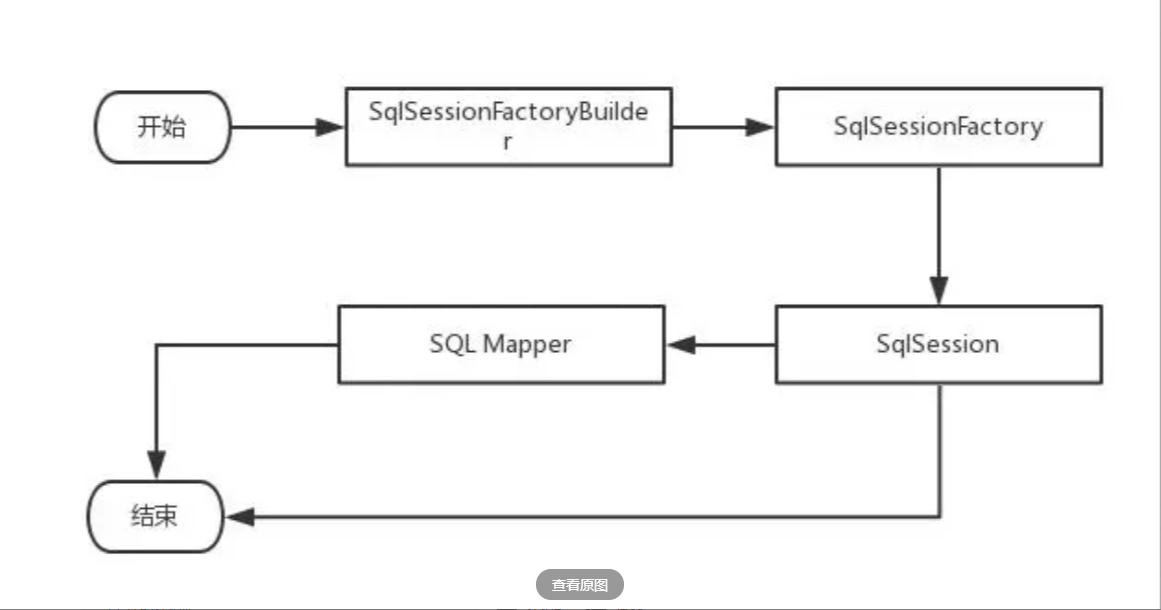 开始
SqlSessionFactoryBuilde
r
SqlSessionFactory
SQL Mapper
SqlSession
结束
查看原图